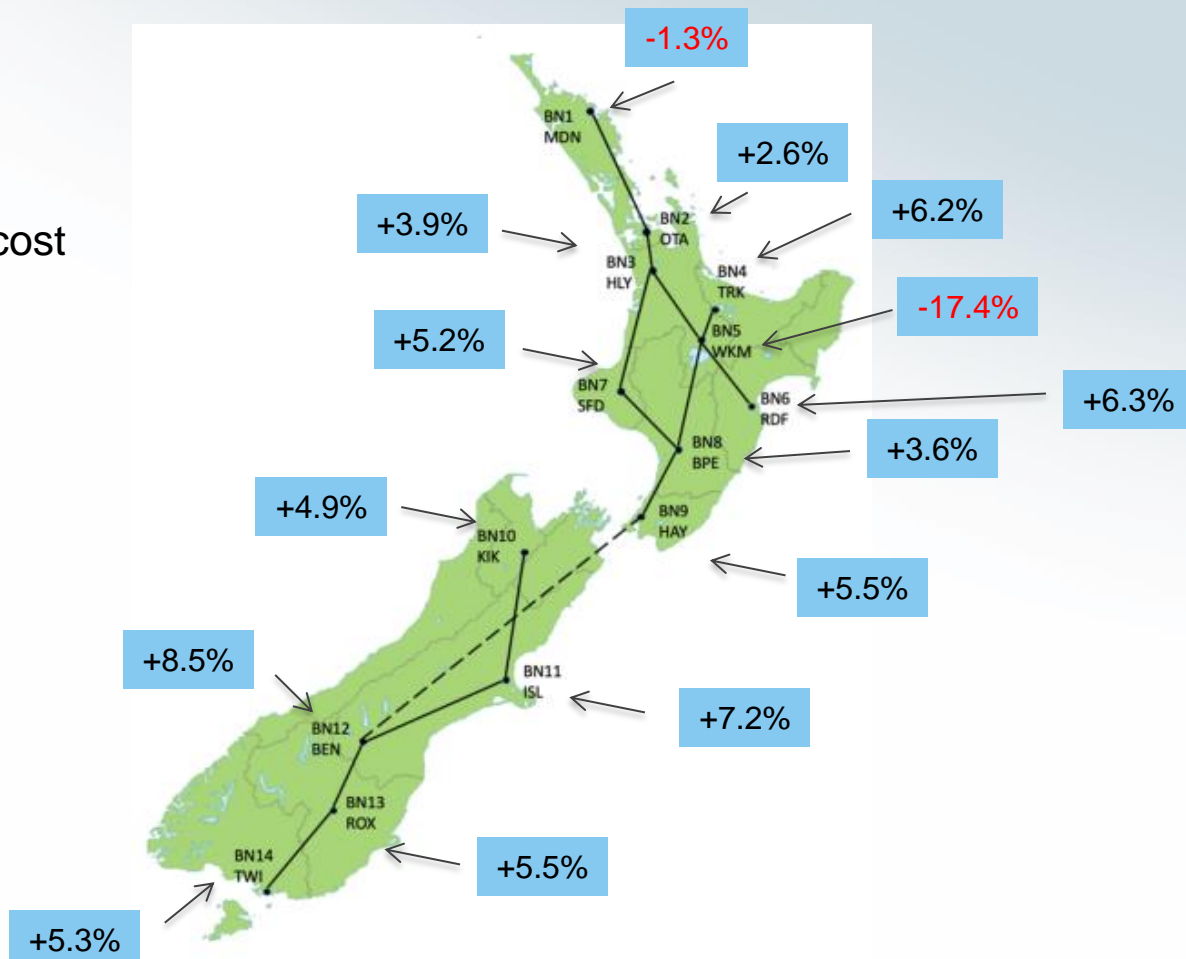 -1.3%
BN1
MDN
+2.6%
+6.2%
+3.9%
BN2
OTA
cost
BN3
HLY
BN4
TRK
-17.4%
+5.2%
BN5
WKM
BN7
SFD
BN6
RDF
+6.3%
BN8
BPE
+3.6%
+4.9%
BN9
HAY
BN10
KIK
+5.5%
+8.5%
BN11
ISL
+7.2%
BN12
BEN
BN13
ROX
BN14
TWI
+5.5%
+5.3%